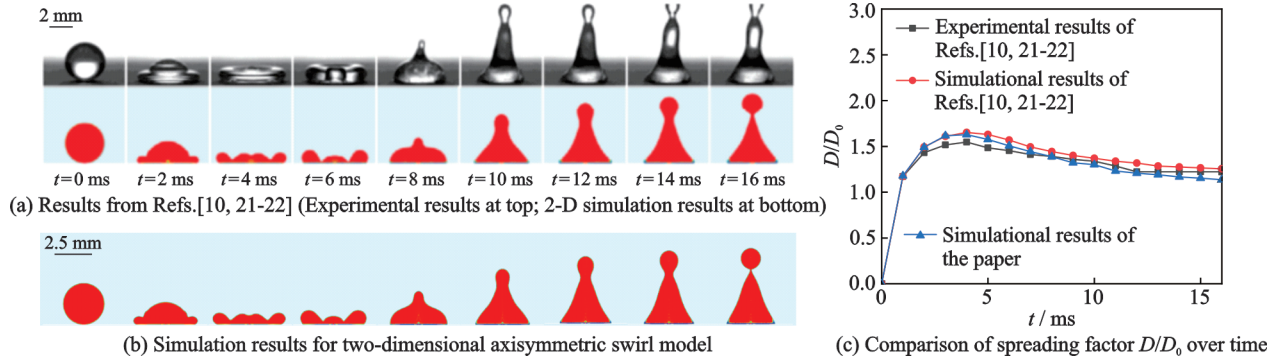 2 mm
t=0 ms t=2 ms t=4 ms t=6 ms t=8 ms t=10 ms t=12 ms t=14 ms t=16 ms
(a) Results from Refs.[10, 21-22] (Experimental results at top; 2-D simulation results at bottom)
2.5 mm
(b) Simulation results for two-dimensional axisymmetric swirl model
3.0
2.5
2.0
1.5
1.0
0.5
0.0
D/D0
Experimental results of
Refs.[10, 21-22]
Simulational results of
Refs.[10, 21-22]
Simulational results of
the paper
0 5 10 15
t / ms
(c) Comparison of spreading factor D/D0 over time